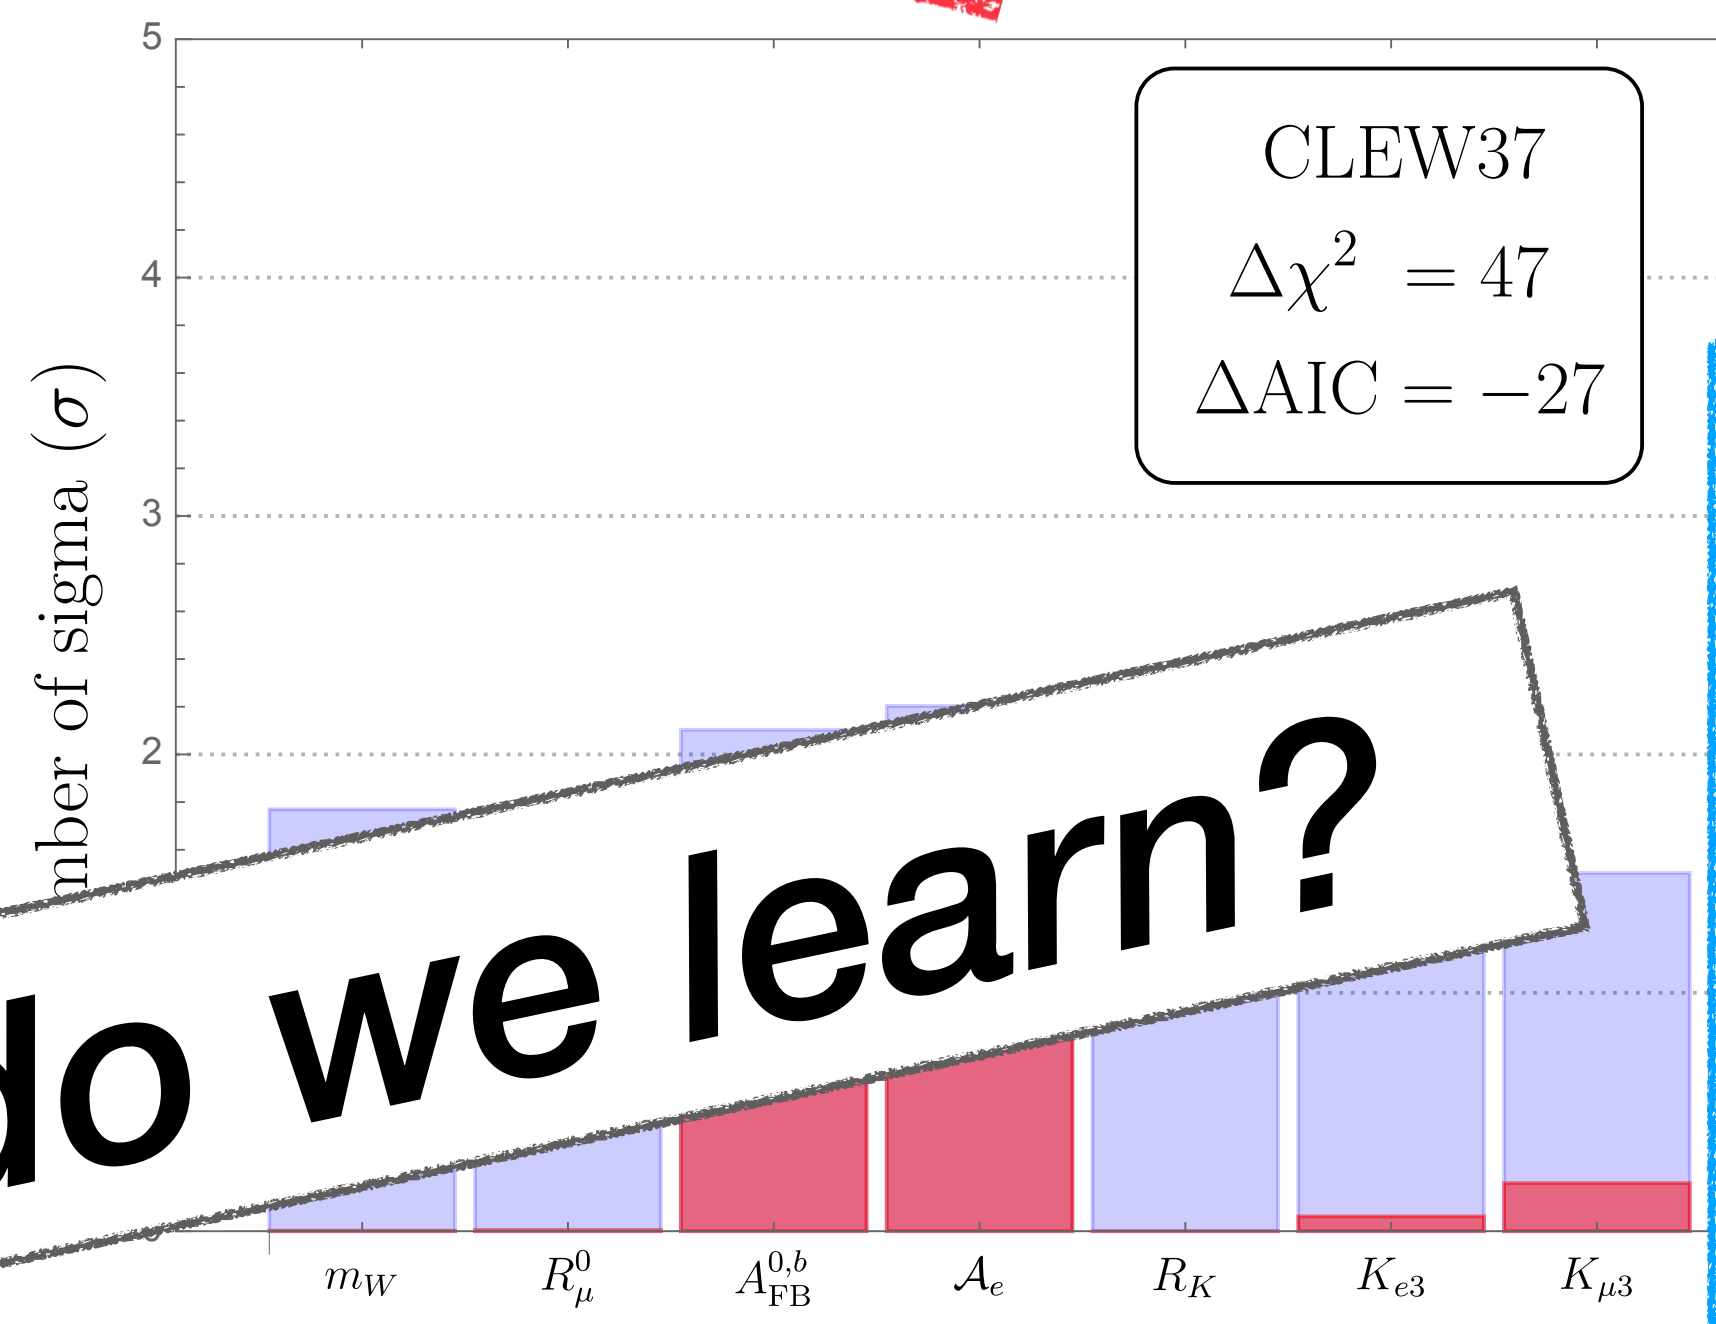 5
CLEW37
Δχ² = 47
4
ΔAIC = −27
3
mber of sigma (σ)
2
do we learn?
m_W R⁰_μ A^{0,b}_FB 𝒜_e R_K K_e3 K_μ3